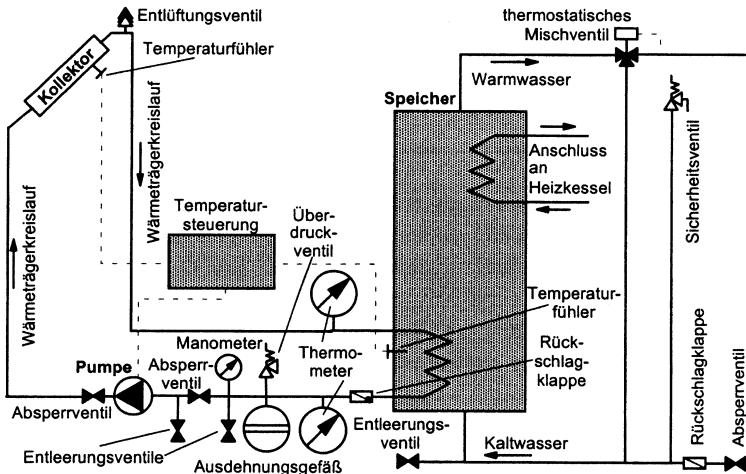 Entlüftungsventil
Temperaturfühler
Kollektor
Wärmeträgerkreislauf
Wärmeträgerkreislauf
thermostatisches
Mischventil
Warmwasser
Speicher
Anschluss
an
Heizkessel
Sicherheitsventil
Temperatur-
steuerung
Über-
druck-
ventil
Temperatur-
fühler
Manometer
Thermo-
meter
Rück-
schlag-
klappe
Pumpe
Absperr-
ventil
Absperrventil
Entleerungsventile
Ausdehnungsgefäß
Entleerungs-
ventil
Kaltwasser
Rückschlagklappe
Absperrventil